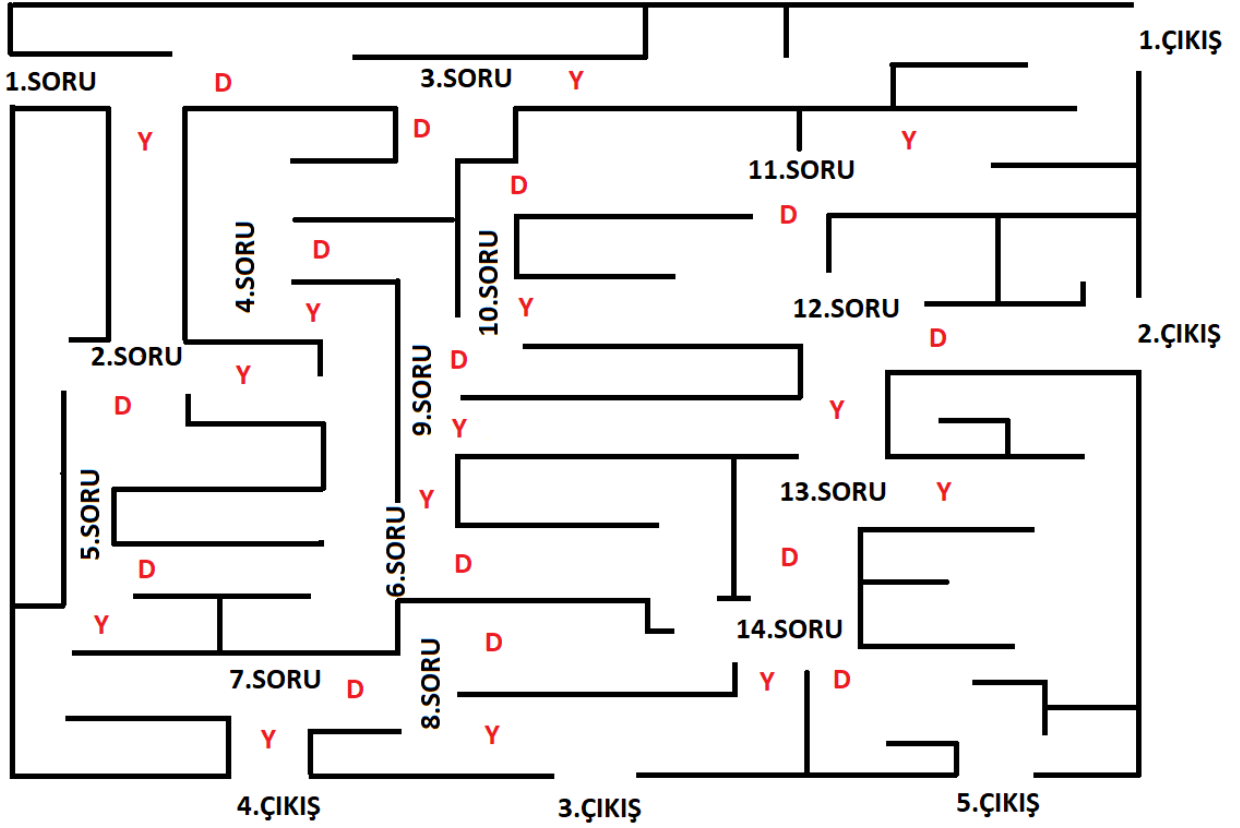 1.ÇIKIŞ
1.SORU
D
3.SORU
Y
Y
D
Y
11.SORU
D
D
4.SORU
D
10.SORU
Y
Y
12.SORU
D
2.ÇIKIŞ
2.SORU
Y
D
9.SORU
D
Y
Y
5.SORU
Y
13.SORU
Y
6.SORU
D
D
D
Y
14.SORU
8.SORU
D
7.SORU
D
Y
D
Y
Y
4.ÇIKIŞ
3.ÇIKIŞ
5.ÇIKIŞ